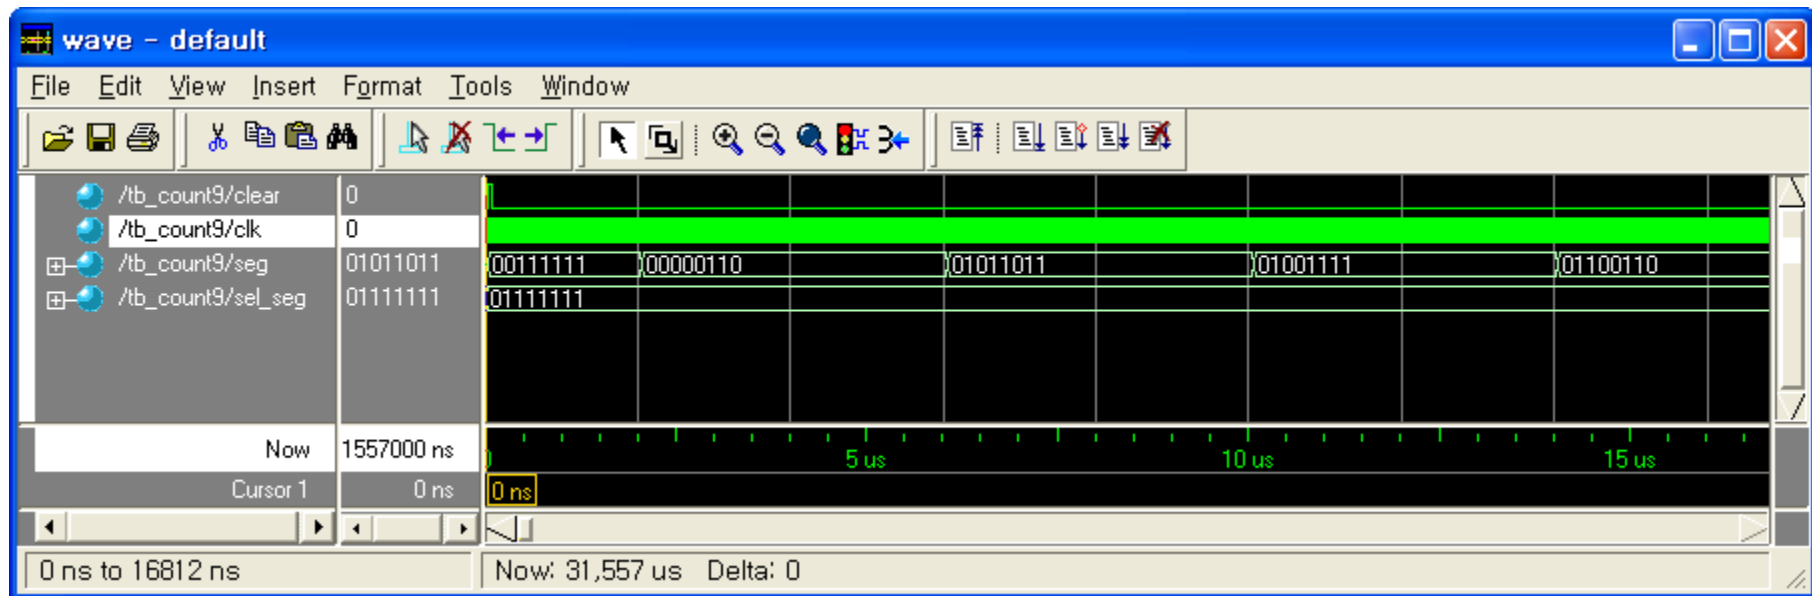 wave - default
File Edit View Insert Format Tools Window
/tb_count9/clear 0
/tb_count9/clk 0
/tb_count9/seg 01011011 00111111 00000110 01011011 01001111 01100110
/tb_count9/sel_seg 01111111 01111111
Now 1557000 ns 5 us 10 us 15 us
Cursor 1 0 ns 0 ns
0 ns to 16812 ns Now: 31,557 us Delta: 0